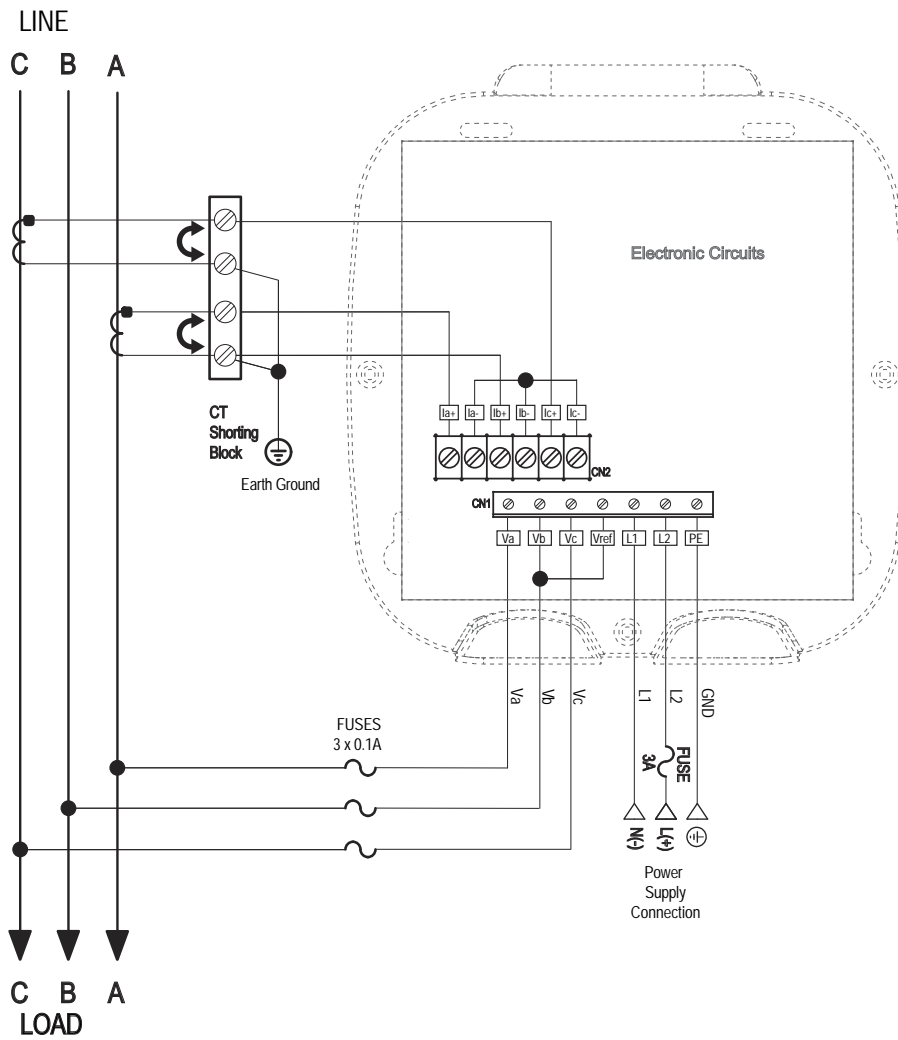 LINE
C B A
Electronic Circuits
CT
Shorting
Block
Earth Ground
Ia+ Ia- Ib+ Ib- Ic+ Ic-
CN2
CN1
Va Vb Vc Vref L1 L2 PE
Va Vb Vc L1 L2 GND
FUSES
3 x 0.1A
FUSE
3A
N(-) L(+)
Power
Supply
Connection
C B A
LOAD